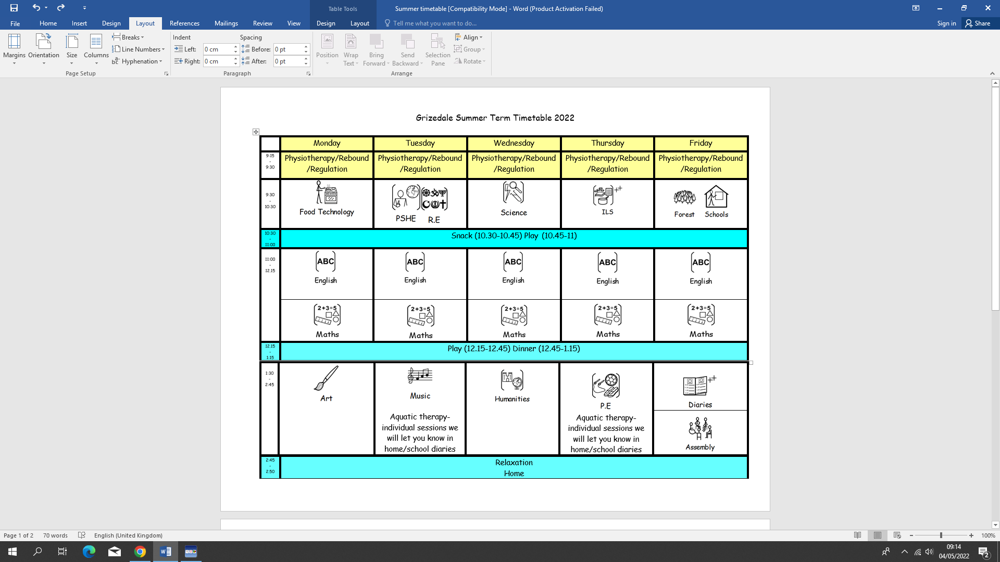 Table Tools
Summer timetable [Compatibility Mode] - Word (Product Activation Failed)
File Home Insert Design Layout References Mailings Review View Design Layout Tell me what you want to do... Sign in Share
Margins
Orientation
Size
Columns
Breaks
Line Numbers
Hyphenation
Page Setup
Indent
Left: 0 cm
Right: 0 cm
Spacing
Before: 0 pt
After: 0 pt
Paragraph
Position
Wrap Text
Bring Forward
Send Backward
Selection Pane
Align
Group
Rotate
Arrange
Grizedale Summer Term Timetable 2022
Monday Tuesday Wednesday Thursday Friday
9:15
-
9:30
Physiotherapy/Rebound
/Regulation
Physiotherapy/Rebound
/Regulation
Physiotherapy/Rebound
/Regulation
Physiotherapy/Rebound
/Regulation
Physiotherapy/Rebound
/Regulation
9:30
-
10:30
Food Technology
PSHE R.E
Science
ILS
Forest Schools
10:30
-
11:00
Snack (10.30-10.45) Play (10.45-11)
11:00
-
12.15
ABC
English
ABC
English
ABC
English
ABC
English
ABC
English
2+3=5
Maths
2+3=5
Maths
2+3=5
Maths
2+3=5
Maths
2+3=5
Maths
12.15
-
1:15
Play (12.15-12.45) Dinner (12.45-1.15)
1:30
-
2:45
Art
Music
Aquatic therapy-
individual sessions we
will let you know in
home/school diaries
Humanities
P.E
Aquatic therapy-
individual sessions we
will let you know in
home/school diaries
Diaries
Assembly
2:45
-
2.50
Relaxation
Home
Page 1 of 2 70 words English (United Kingdom) 100%
09:14
04/05/2022
2